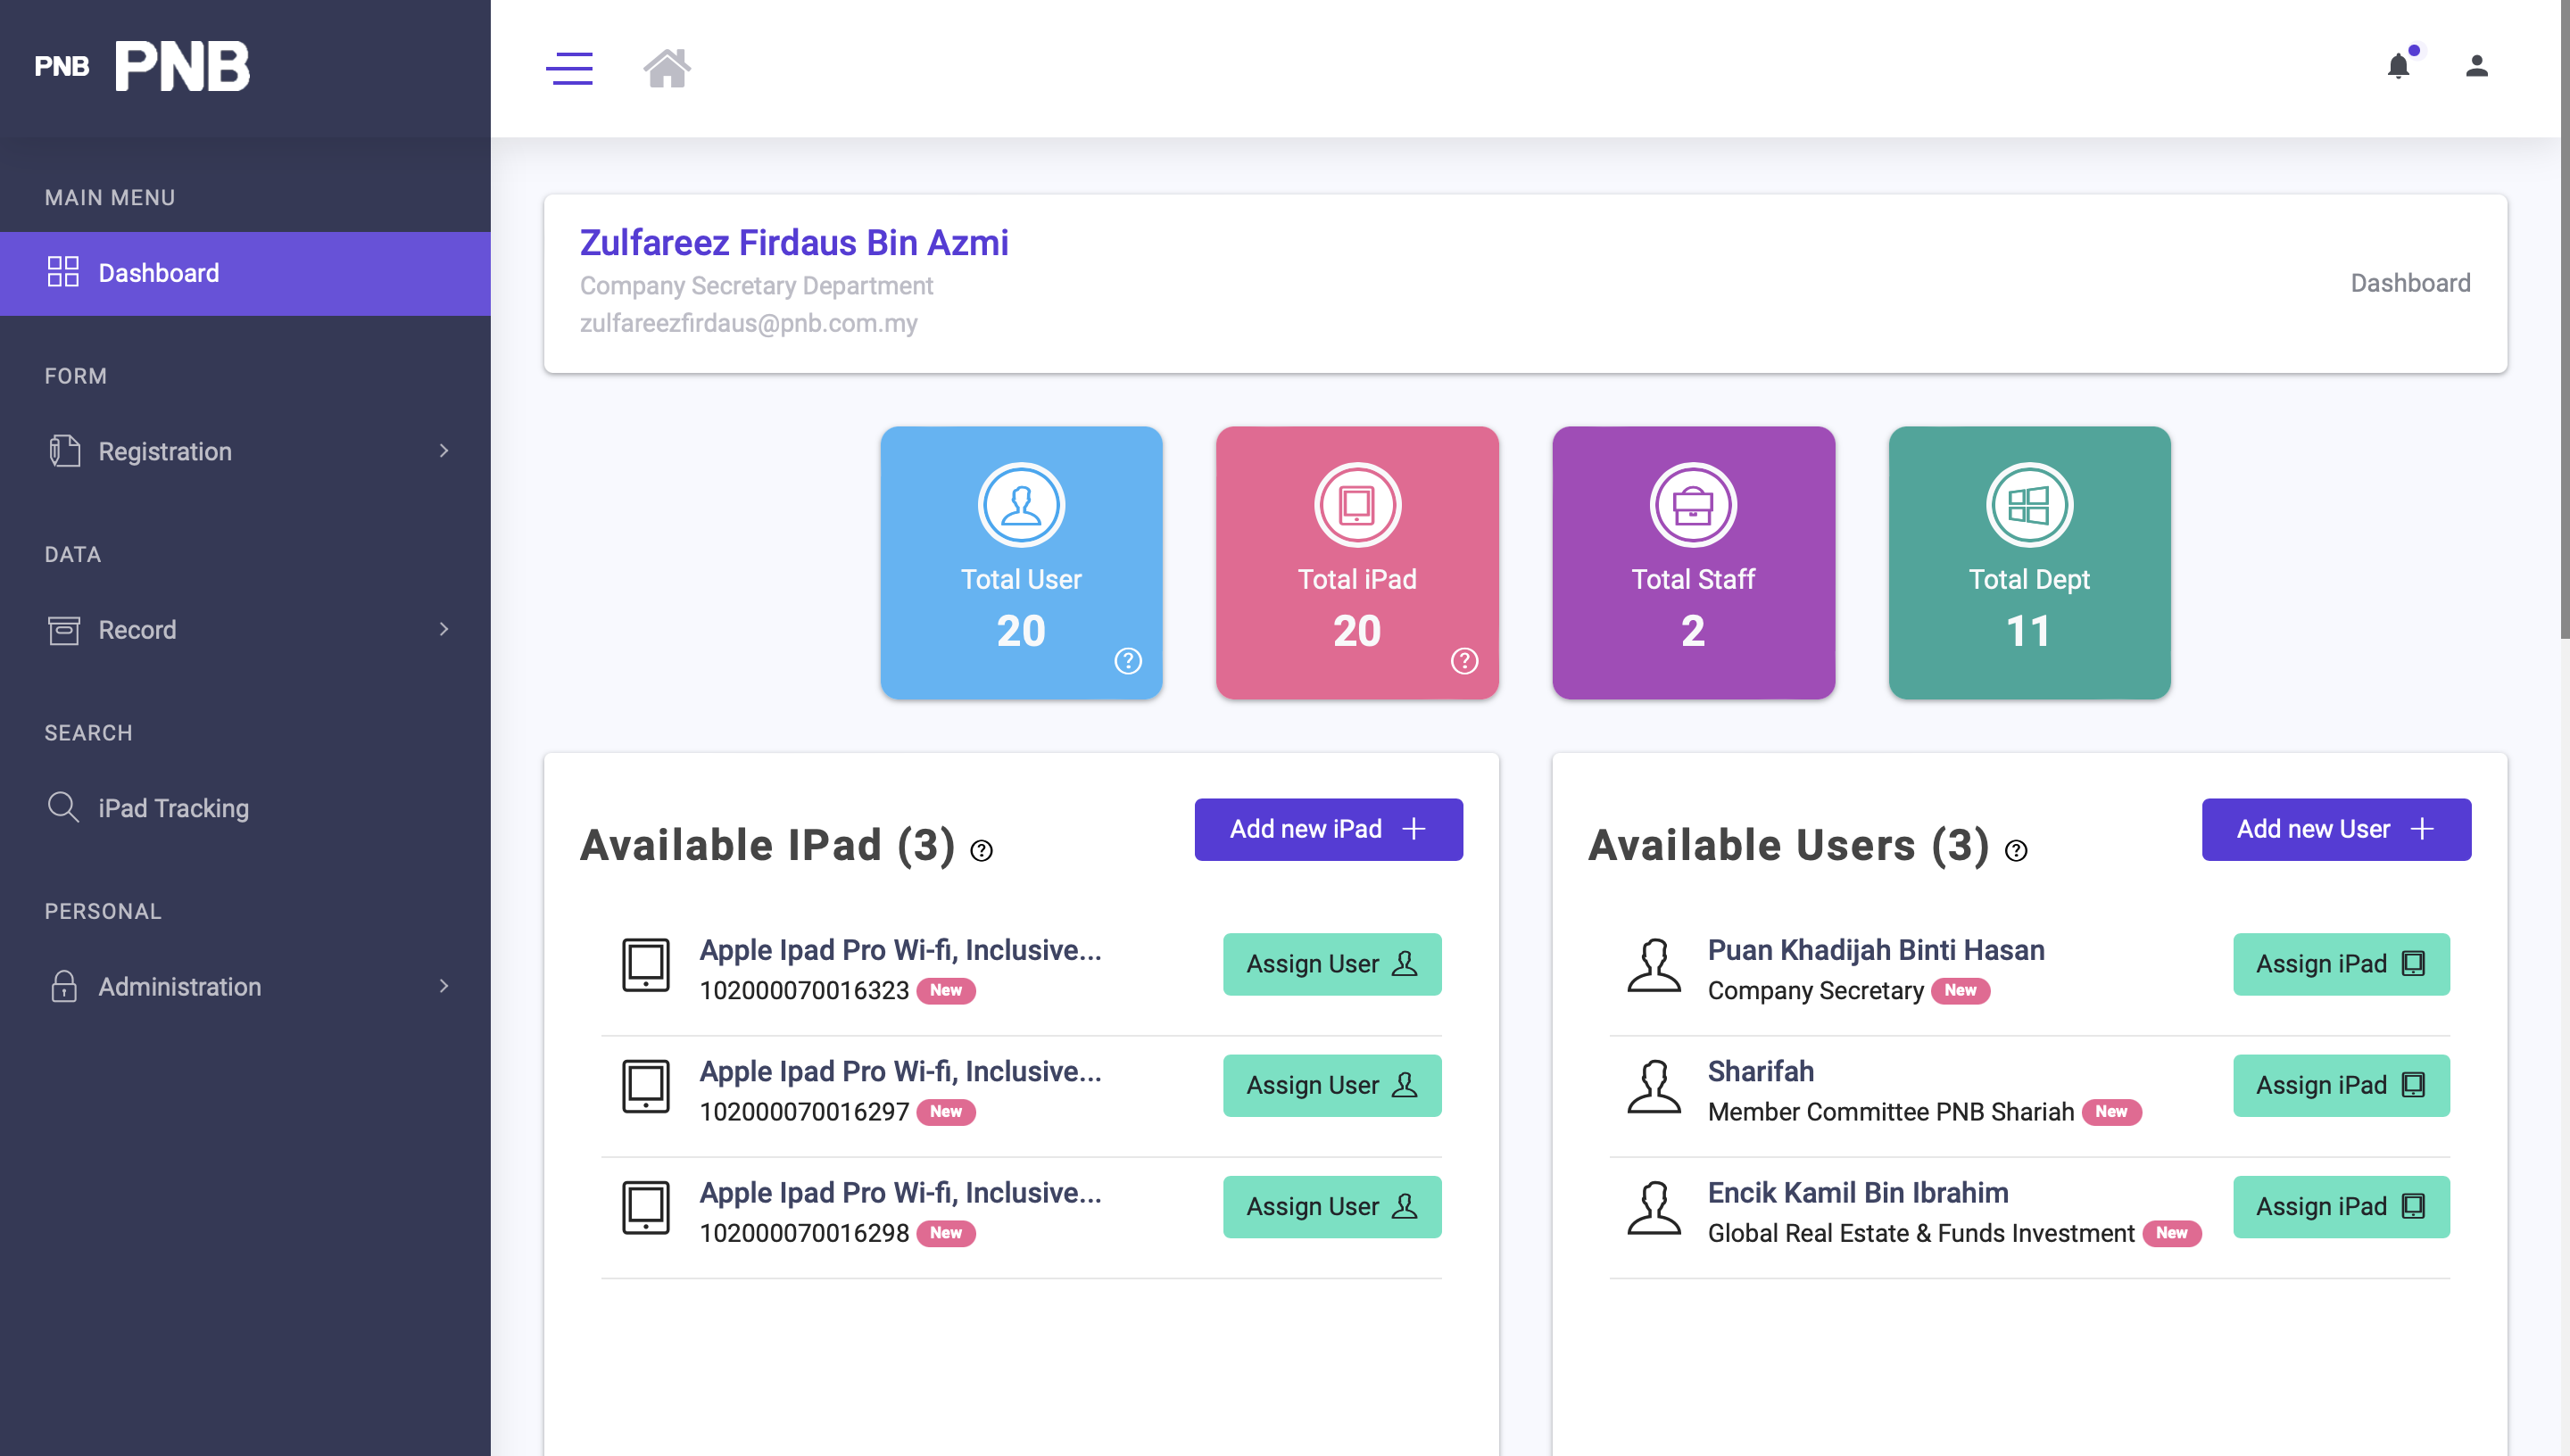 PNB PNB
MAIN MENU
Dashboard
FORM
Registration
DATA
Record
SEARCH
iPad Tracking
PERSONAL
Administration
Zulfareez Firdaus Bin Azmi
Company Secretary Department
zulfareezfirdaus@pnb.com.my
Dashboard
Total User
20
?
Total iPad
20
?
Total Staff
2
Total Dept
11
Available IPad (3) ?
Add new iPad +
Apple Ipad Pro Wi-fi, Inclusive...
102000070016323 New
Assign User
Apple Ipad Pro Wi-fi, Inclusive...
102000070016297 New
Assign User
Apple Ipad Pro Wi-fi, Inclusive...
102000070016298 New
Assign User
Available Users (3) ?
Add new User +
Puan Khadijah Binti Hasan
Company Secretary New
Assign iPad
Sharifah
Member Committee PNB Shariah New
Assign iPad
Encik Kamil Bin Ibrahim
Global Real Estate & Funds Investment New
Assign iPad